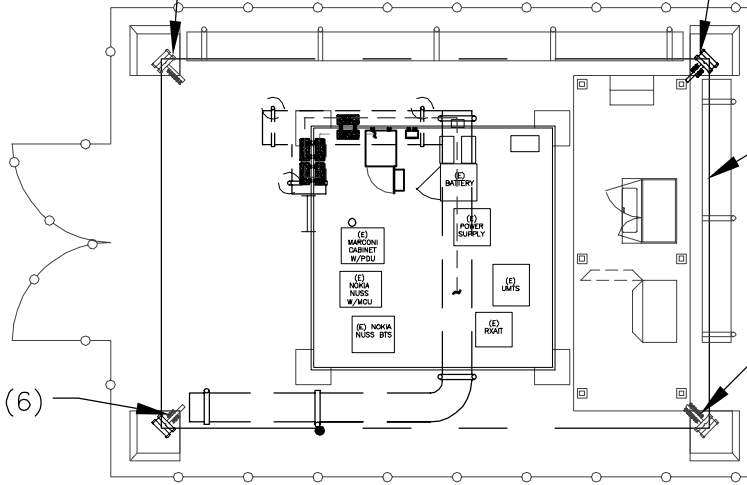 (E)
BATTERY
(E)
POWER
SUPPLY
(E)
MARCONI
CABINET
W/PDU
(E)
NOKIA
NUSS
W/MCU
(E)
UMTS
(E) NOKIA
NUSS BTS
(E)
RXAIT
(6)